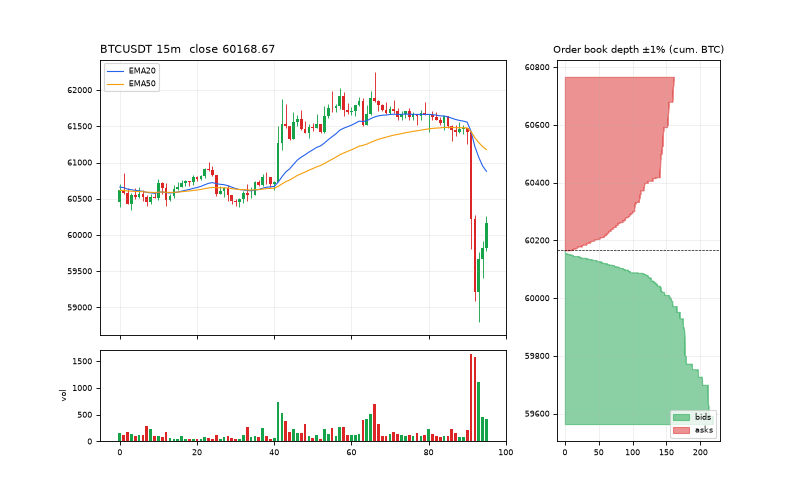 BTCUSDT 15m  close 60168.67
EMA20
EMA50
62000
61500
61000
60500
60000
59500
59000
vol
1500
1000
500
0
0 20 40 60 80 100
Order book depth ±1% (cum. BTC)
60800
60600
60400
60200
60000
59800
59600
bids
asks
0 50 100 150 200